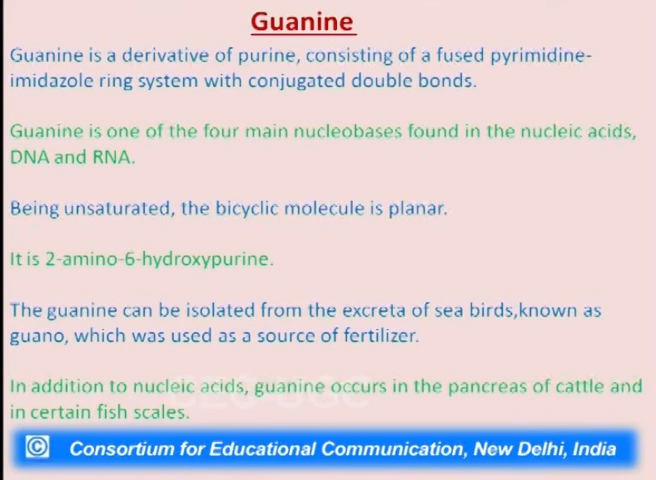 Guanine
Guanine is a derivative of purine, consisting of a fused pyrimidine-
imidazole ring system with conjugated double bonds.
Guanine is one of the four main nucleobases found in the nucleic acids,
DNA and RNA.
Being unsaturated, the bicyclic molecule is planar.
It is 2-amino-6-hydroxypurine.
The guanine can be isolated from the excreta of sea birds,known as
guano, which was used as a source of fertilizer.
In addition to nucleic acids, guanine occurs in the pancreas of cattle and
in certain fish scales.
© Consortium for Educational Communication, New Delhi, India